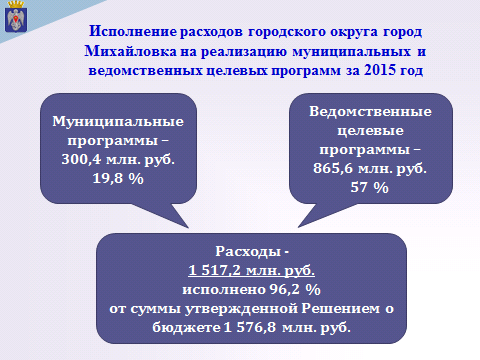 Исполнение расходов городского округа город
Михайловка на реализацию муниципальных и
ведомственных целевых программ за 2015 год
Муниципальные
программы –
300,4 млн. руб.
19,8 %
Ведомственные
целевые
программы –
865,6 млн. руб.
57 %
Расходы -
1 517,2 млн. руб.
исполнено 96,2 %
от суммы утвержденной Решением о
бюджете 1 576,8 млн. руб.